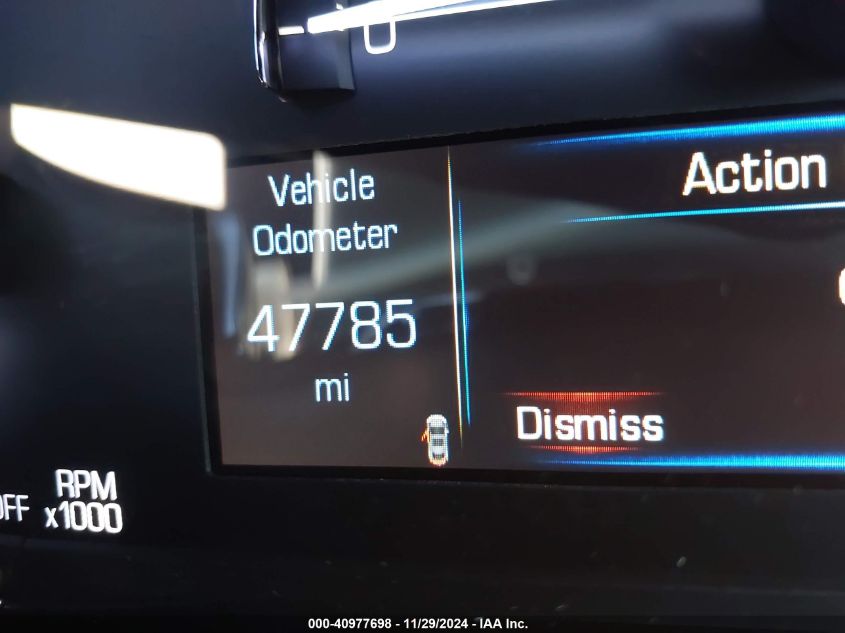 Vehicle
Odometer
47785
mi
Action
Dismiss
RPM
x1000
000-40977698 - 11/29/2024 - IAA Inc.